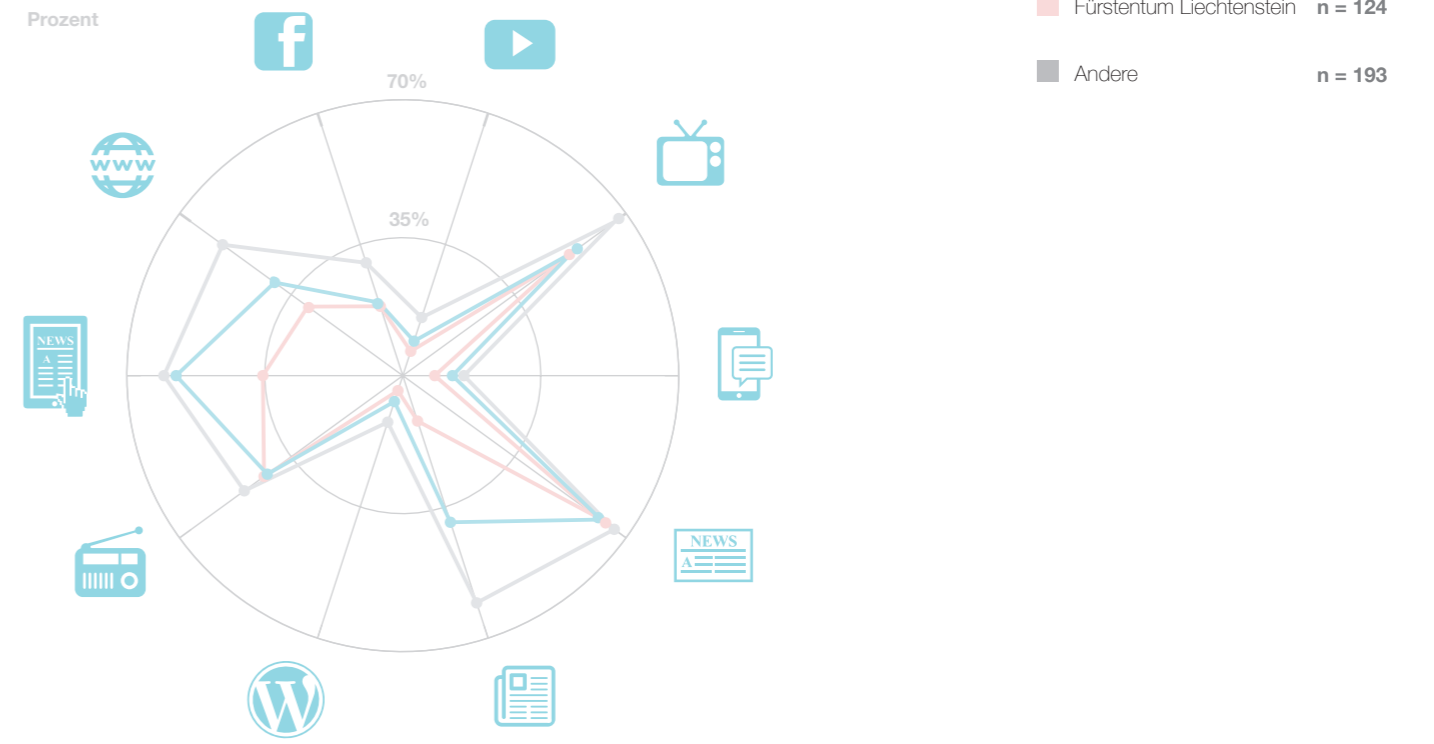 Prozent
Fürstentum Liechtenstein n = 124
Andere n = 193
70%
35%
www
NEWS
A
NEWS
A